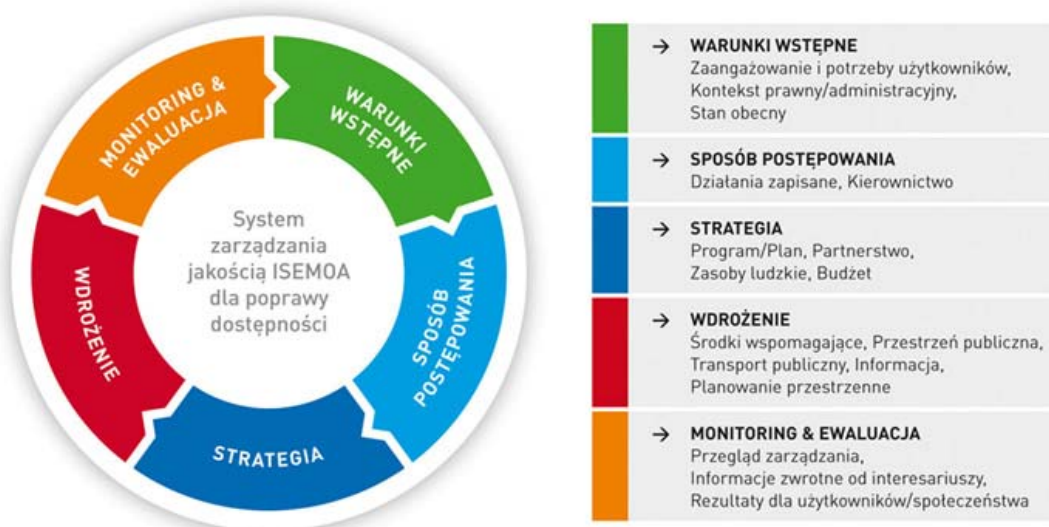 MONITORING &
EWALUACJA
WARUNKI
WSTĘPNE
SPOSÓB
POSTĘPOWANIA
STRATEGIA
WDROŻENIE
System
zarządzania
jakością ISEMOA
dla poprawy
dostępności
→ WARUNKI WSTĘPNE
Zaangażowanie i potrzeby użytkowników,
Kontekst prawny/administracyjny,
Stan obecny
→ SPOSÓB POSTĘPOWANIA
Działania zapisane, Kierownictwo
→ STRATEGIA
Program/Plan, Partnerstwo,
Zasoby ludzkie, Budżet
→ WDROŻENIE
Środki wspomagające, Przestrzeń publiczna,
Transport publiczny, Informacja,
Planowanie przestrzenne
→ MONITORING & EWALUACJA
Przegląd zarządzania,
Informacje zwrotne od interesariuszy,
Rezultaty dla użytkowników/społeczeństwa